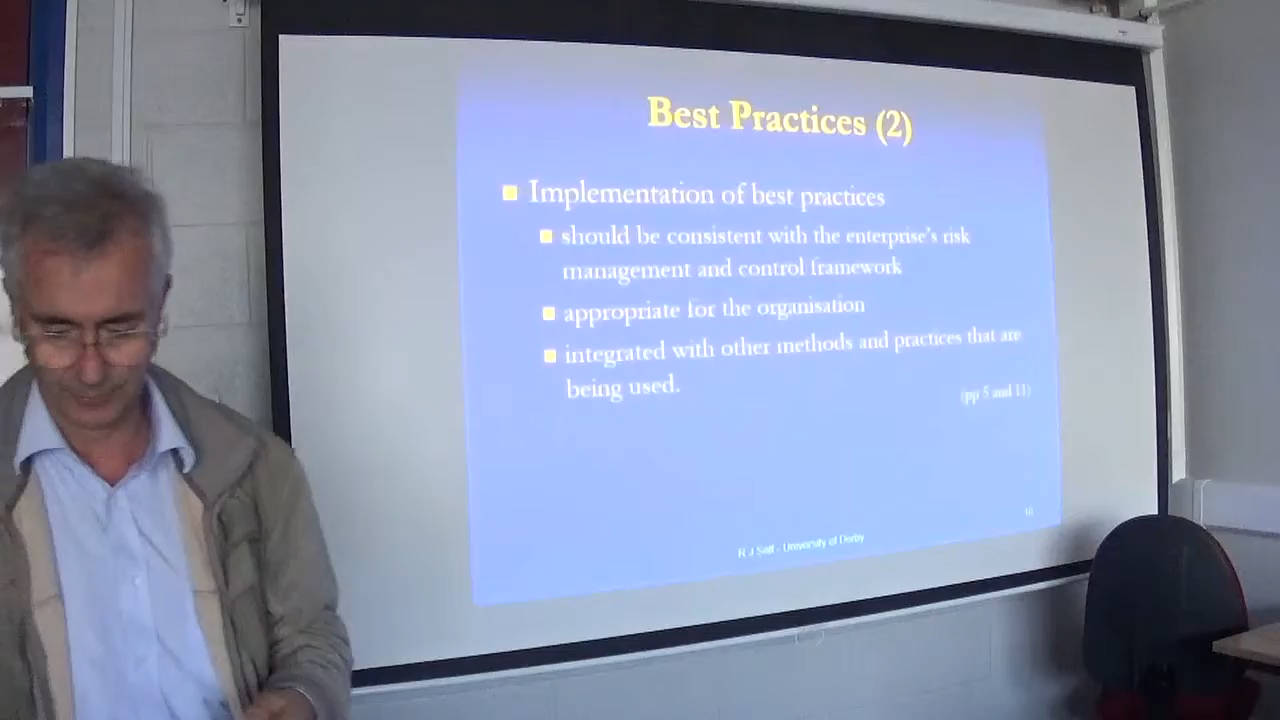 Best Practices (2)
Implementation of best practices
should be consistent with the enterprise's risk
management and control framework
appropriate for the organisation
integrated with other methods and practices that are
being used.
(pp 5 and 11)
R J Self - University of Derby